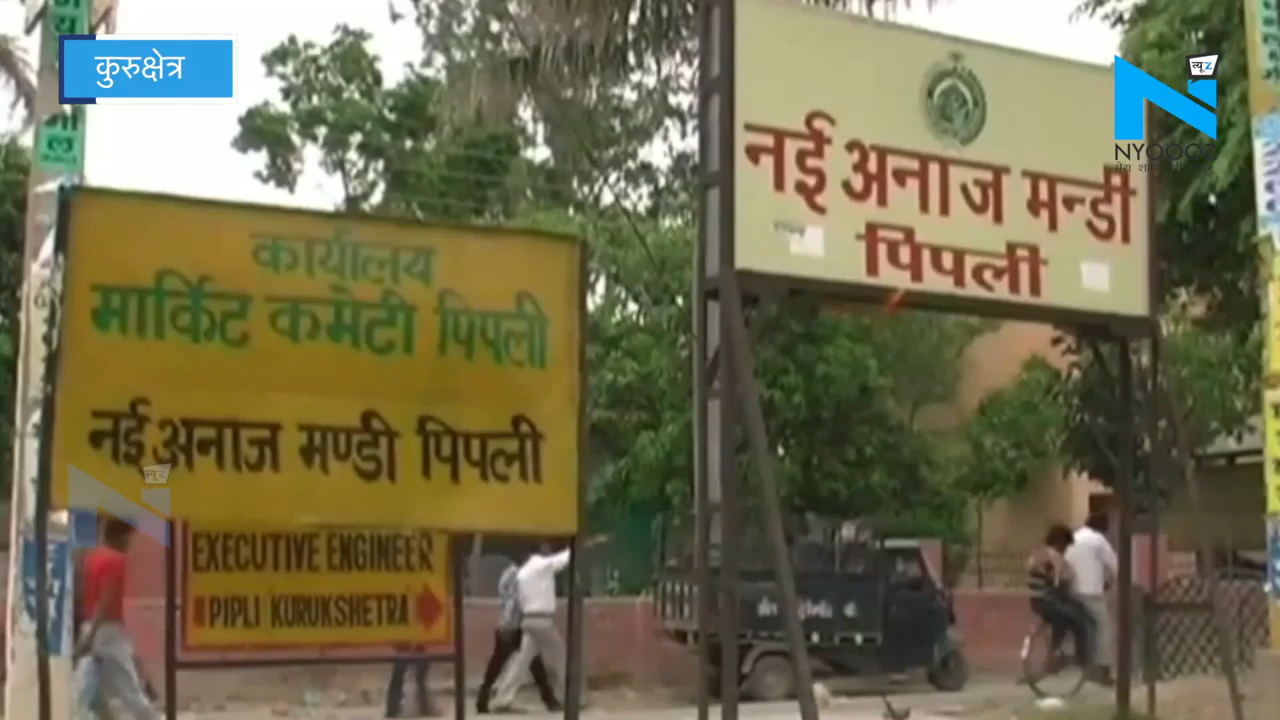 कुरुक्षेत्र
न्यूZ
NYOOOZ
नई अनाज मन्डी
पिपली
कार्यालय
मार्किट कमेटी पिपली
नई अनाज मण्डी पिपली
EXECUTIVE ENGINEER
PIPLI KURUKSHETRA